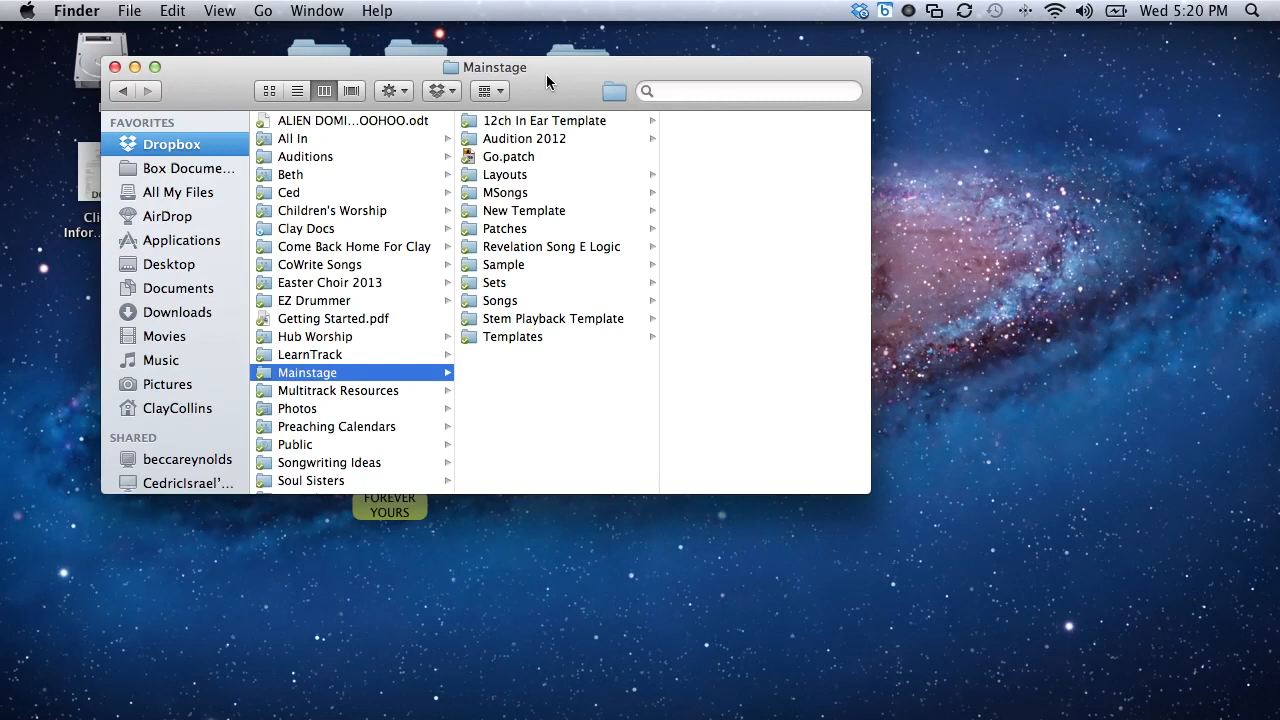 Finder File Edit View Go Window Help Wed 5:20 PM
Mainstage
FAVORITES
Dropbox
Box Docume...
All My Files
AirDrop
Applications
Desktop
Documents
Downloads
Movies
Music
Pictures
ClayCollins
SHARED
beccareynolds
CedricIsrael'...
ALIEN DOMI...OOHOO.odt
All In
Auditions
Beth
Ced
Children's Worship
Clay Docs
Come Back Home For Clay
CoWrite Songs
Easter Choir 2013
EZ Drummer
Getting Started.pdf
Hub Worship
LearnTrack
Mainstage
Multitrack Resources
Photos
Preaching Calendars
Public
Songwriting Ideas
Soul Sisters
12ch In Ear Template
Audition 2012
Go.patch
Layouts
MSongs
New Template
Patches
Revelation Song E Logic
Sample
Sets
Songs
Stem Playback Template
Templates
Cli
Infor...
FOREVER
YOURS